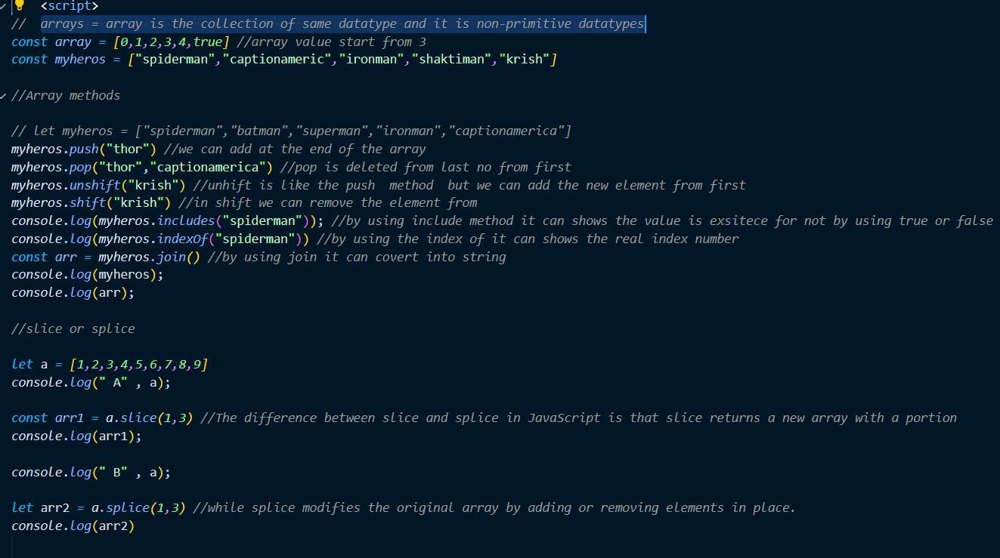 <script>
// arrays = array is the collection of same datatype and it is non-primitive datatypes
const array = [0,1,2,3,4,true] //array value start from 3
const myheros = ["spiderman","captionameric","ironman","shaktiman","krish"]
//Array methods
// let myheros = ["spiderman","batman","superman","ironman","captionamerica"]
myheros.push("thor") //we can add at the end of the array
myheros.pop("thor","captionamerica") //pop is deleted from last no from first
myheros.unshift("krish") //unhift is like the push  method  but we can add the new element from first
myheros.shift("krish") //in shift we can remove the element from
console.log(myheros.includes("spiderman")); //by using include method it can shows the value is exsitece for not by using true or false
console.log(myheros.indexOf("spiderman")) //by using the index of it can shows the real index number
const arr = myheros.join() //by using join it can covert into string
console.log(myheros);
console.log(arr);
//slice or splice
let a = [1,2,3,4,5,6,7,8,9]
console.log(" A" , a);
const arr1 = a.slice(1,3) //The difference between slice and splice in JavaScript is that slice returns a new array with a portion
console.log(arr1);
console.log(" B" , a);
let arr2 = a.splice(1,3) //while splice modifies the original array by adding or removing elements in place.
console.log(arr2)